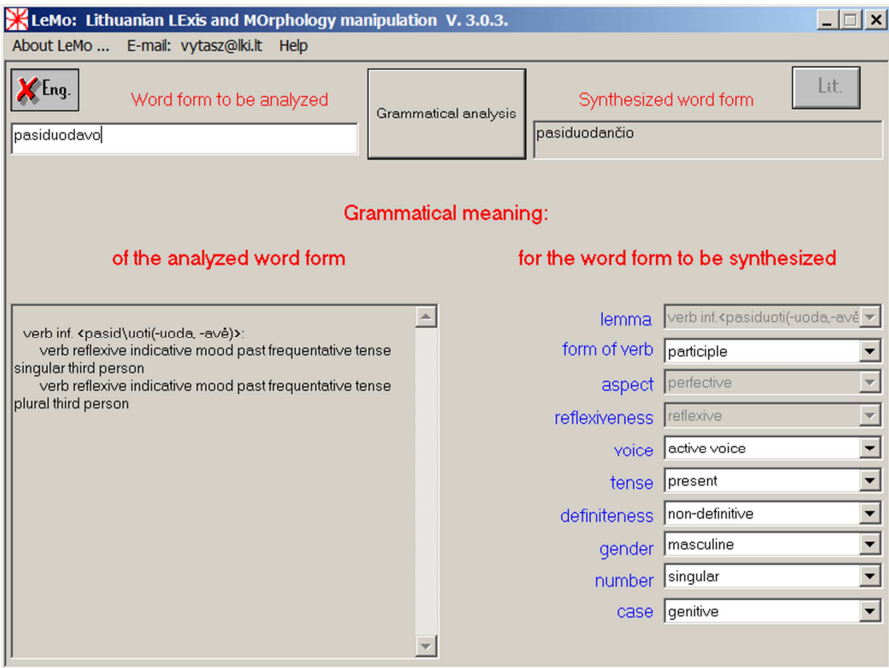 LeMo: Lithuanian LExis and MOrphology manipulation V. 3.0.3.
About LeMo ... E-mail: vytasz@lki.lt Help
Eng.
Word form to be analyzed
Grammatical analysis
Synthesized word form
Lit.
pasiduodavo
pasiduodančio
Grammatical meaning:
of the analyzed word form
for the word form to be synthesized
verb inf. <pasid\uoti(-uoda, -avė)>:
verb reflexive indicative mood past frequentative tense
singular third person
verb reflexive indicative mood past frequentative tense
plural third person
lemma verb inf.<pasiduoti(-uoda,-avė
form of verb participle
aspect perfective
reflexiveness reflexive
voice active voice
tense present
definiteness non-definitive
gender masculine
number singular
case genitive